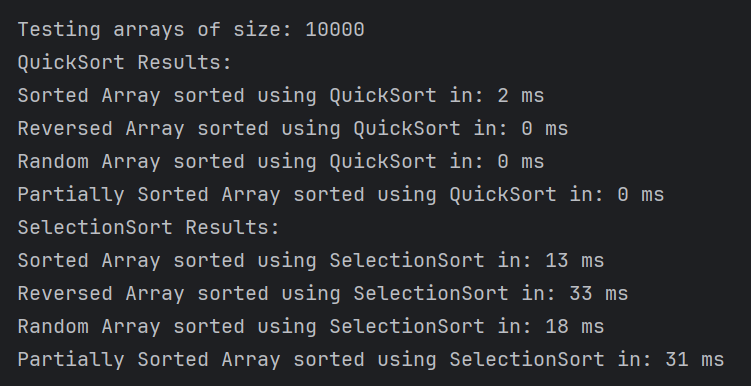 Testing arrays of size: 10000
QuickSort Results:
Sorted Array sorted using QuickSort in: 2 ms
Reversed Array sorted using QuickSort in: 0 ms
Random Array sorted using QuickSort in: 0 ms
Partially Sorted Array sorted using QuickSort in: 0 ms
SelectionSort Results:
Sorted Array sorted using SelectionSort in: 13 ms
Reversed Array sorted using SelectionSort in: 33 ms
Random Array sorted using SelectionSort in: 18 ms
Partially Sorted Array sorted using SelectionSort in: 31 ms